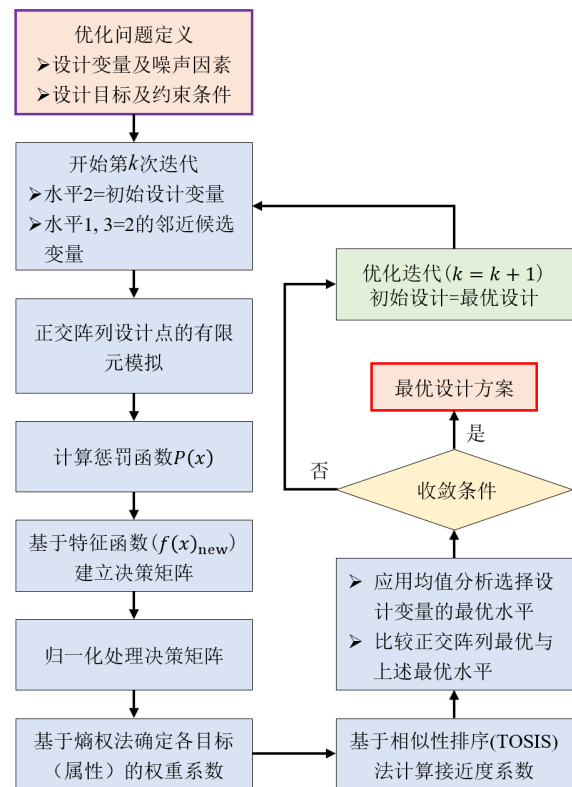 优化问题定义
➢设计变量及噪声因素
➢设计目标及约束条件
开始第k次迭代
➢水平2=初始设计变量
➢水平1, 3=2的邻近候选
变量
正交阵列设计点的有限
元模拟
计算惩罚函数P(x)
基于特征函数(f(x)new)
建立决策矩阵
归一化处理决策矩阵
基于熵权法确定各目标
（属性）的权重系数
基于相似性排序(TOSIS)
法计算接近度系数
➢ 应用均值分析选择设
计变量的最优水平
➢ 比较正交阵列最优与
上述最优水平
收敛条件
是
否
最优设计方案
优化迭代(k = k + 1)
初始设计=最优设计